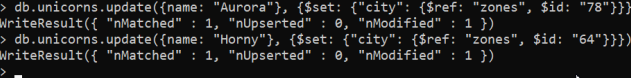 > db.unicorns.update({name: "Aurora"}, {$set: {"city": {$ref: "zones", $id: "78"}}})
WriteResult({ "nMatched" : 1, "nUpserted" : 0, "nModified" : 1 })
> db.unicorns.update({name: "Horny"}, {$set: {"city": {$ref: "zones", $id: "64"}}})
WriteResult({ "nMatched" : 1, "nUpserted" : 0, "nModified" : 1 })
>